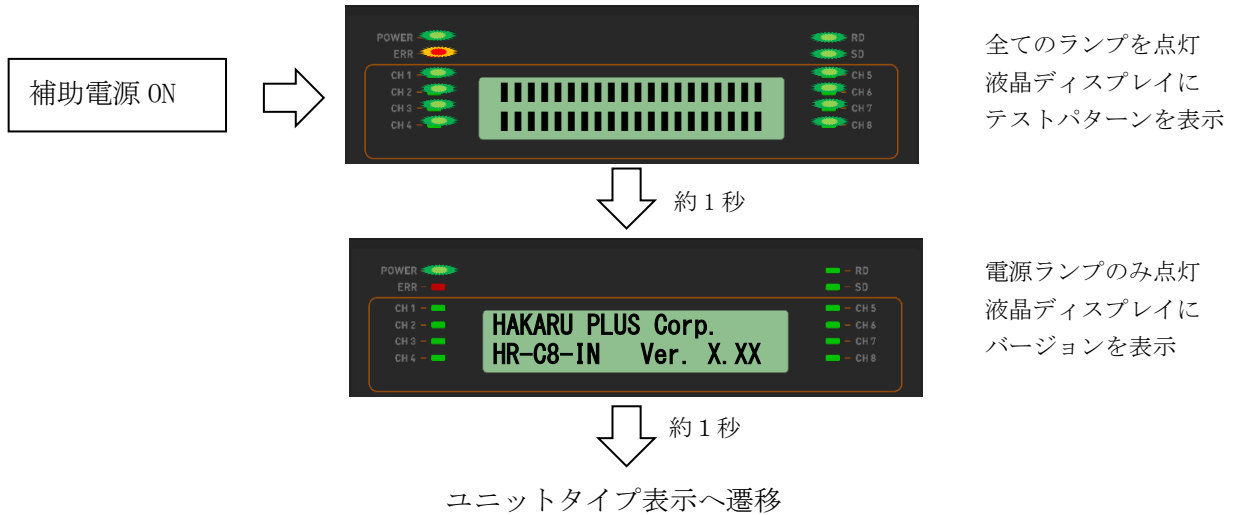 補助電源 ON
POWER
ERR
CH 1
CH 2
CH 3
CH 4
RD
SD
CH 5
CH 6
CH 7
CH 8
全てのランプを点灯
液晶ディスプレイに
テストパターンを表示
約1秒
POWER
ERR
CH 1
CH 2
CH 3
CH 4
HAKARU PLUS Corp.
HR-C8-IN Ver. X.XX
RD
SD
CH 5
CH 6
CH 7
CH 8
電源ランプのみ点灯
液晶ディスプレイに
バージョンを表示
約1秒
ユニットタイプ表示へ遷移